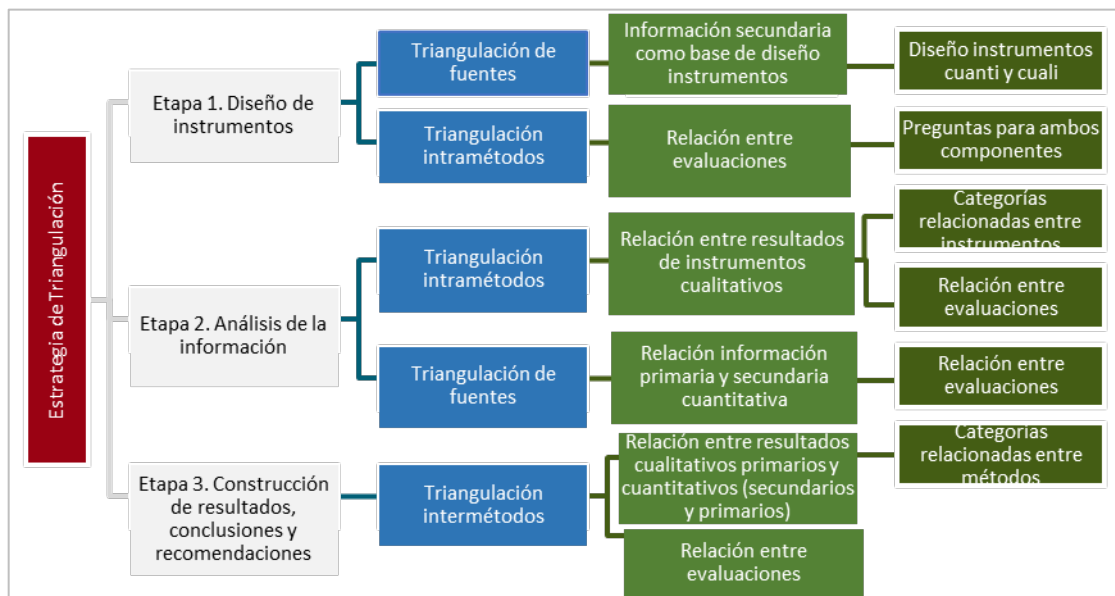 Estrategia de Triangulación
Etapa 1. Diseño de
instrumentos
Triangulación de
fuentes
Información secundaria
como base de diseño
instrumentos
Diseño instrumentos
cuanti y cuali
Triangulación
intramétodos
Relación entre
evaluaciones
Preguntas para ambos
componentes
Etapa 2. Análisis de la
información
Triangulación
intramétodos
Relación entre resultados
de instrumentos
cualitativos
Categorías
relacionadas entre
instrumentos
Relación entre
evaluaciones
Triangulación de
fuentes
Relación información
primaria y secundaria
cuantitativa
Relación entre
evaluaciones
Etapa 3. Construcción
de resultados,
conclusiones y
recomendaciones
Triangulación
intermétodos
Relación entre resultados
cualitativos primarios y
cuantitativos (secundarios
y primarios)
Categorías
relacionadas entre
métodos
Relación entre
evaluaciones